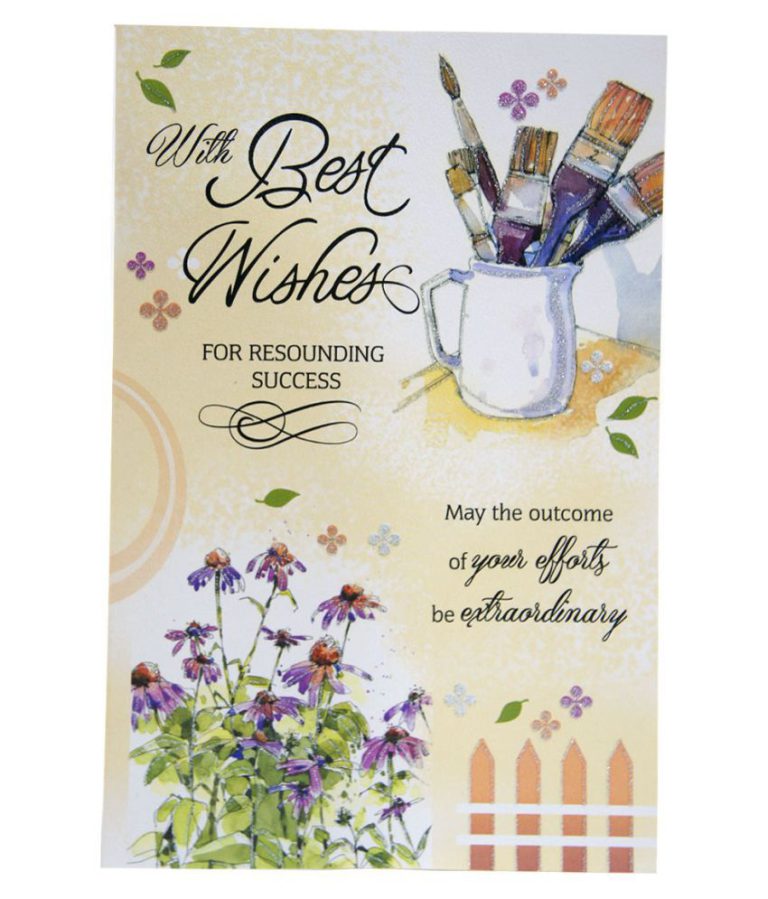 With Best
Wishes
FOR RESOUNDING
SUCCESS
May the outcome
of your efforts
be extraordinary